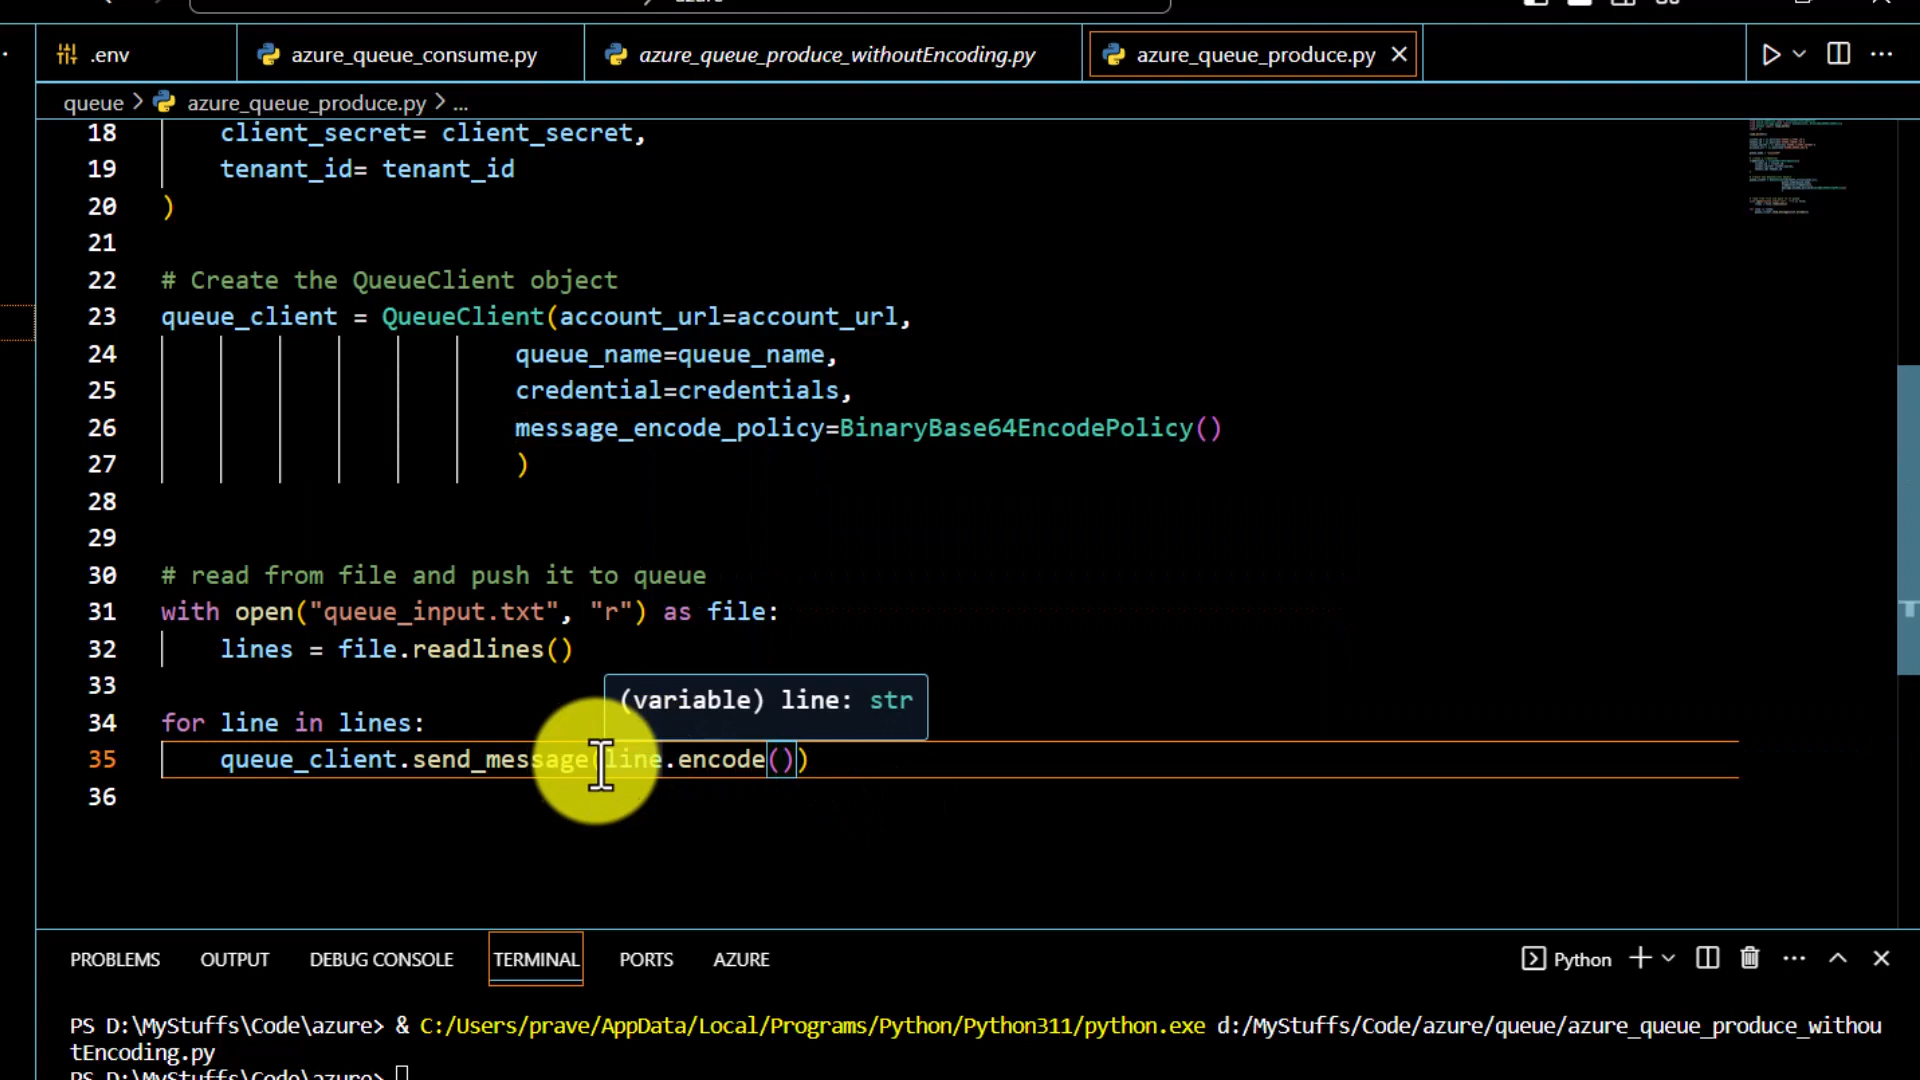 azure
.env azure_queue_consume.py azure_queue_produce_withoutEncoding.py azure_queue_produce.py
queue > azure_queue_produce.py > ...
18 client_secret= client_secret,
19 tenant_id= tenant_id
20 )
21
22 # Create the QueueClient object
23 queue_client = QueueClient(account_url=account_url,
24 queue_name=queue_name,
25 credential=credentials,
26 message_encode_policy=BinaryBase64EncodePolicy()
27 )
28
29
30 # read from file and push it to queue
31 with open("queue_input.txt", "r") as file:
32 lines = file.readlines()
33
(variable) line: str
34 for line in lines:
35 queue_client.send_message(line.encode())
36
PROBLEMS OUTPUT DEBUG CONSOLE TERMINAL PORTS AZURE Python
PS D:\MyStuffs\Code\azure> & C:/Users/prave/AppData/Local/Programs/Python/Python311/python.exe d:/MyStuffs/Code/azure/queue/azure_queue_produce_withou
tEncoding.py
PS D:\MyStuffs\Code\azure>